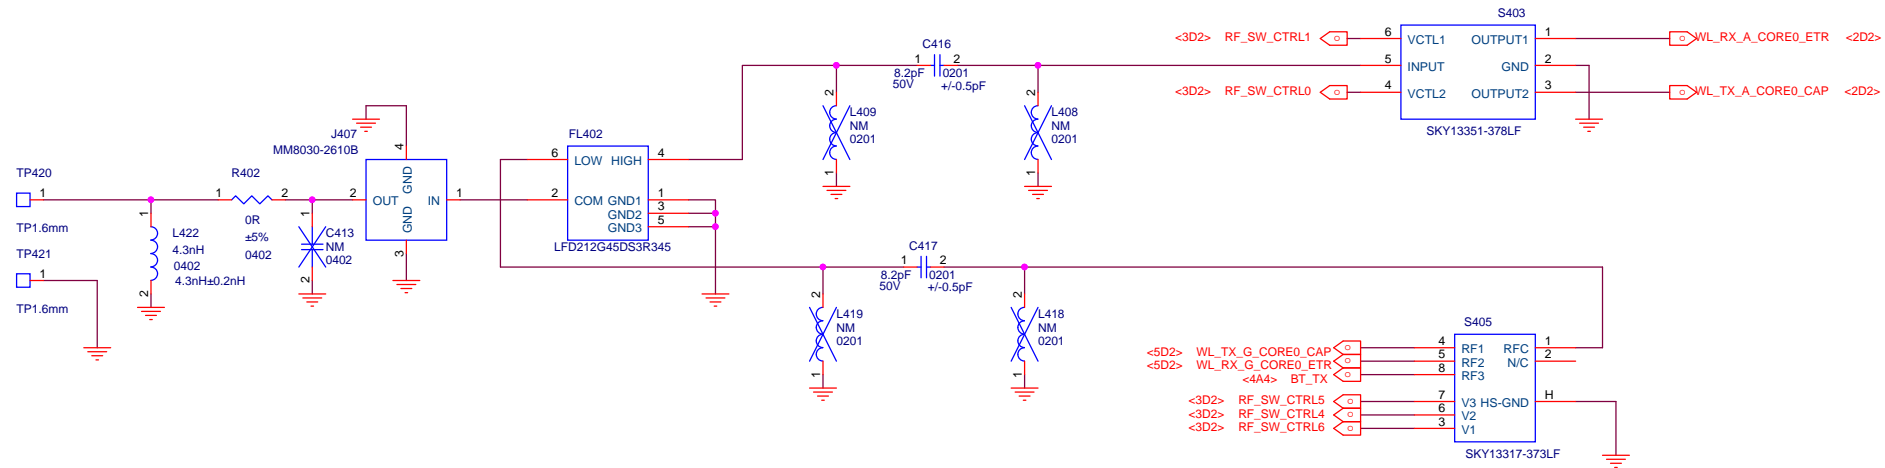 S403
<3D2> RF_SW_CTRL1 6 VCTL1 OUTPUT1 1 WL_RX_A_CORE0_ETR <2D2>
5 INPUT GND 2
<3D2> RF_SW_CTRL0 4 VCTL2 OUTPUT2 3 WL_TX_A_CORE0_CAP <2D2>
SKY13351-378LF
C416
1 2
8.2pF 0201
50V +/-0.5pF
2
L409
NM
0201
1
2
L408
NM
0201
1
J407
MM8030-2610B
4
GND
2 OUT IN 1
GND
3
FL402
6 LOW HIGH 4
2 COM GND1 1
GND2 3
GND3 5
LFD212G45DS3R345
TP420
1
TP1.6mm
TP421
1
TP1.6mm
R402
1 2
0R
±5%
0402
1
L422
4.3nH
0402
4.3nH±0.2nH
2
1
C413
NM
0402
2
C417
1 2
8.2pF 0201
50V +/-0.5pF
2
L419
NM
0201
1
2
L418
NM
0201
1
S405
<5D2> WL_TX_G_CORE0_CAP 4 RF1 RFC 1
<5D2> WL_RX_G_CORE0_ETR 5 RF2 N/C 2
<4A4> BT_TX 8 RF3
<3D2> RF_SW_CTRL5 7 V3 HS-GND H
<3D2> RF_SW_CTRL4 6 V2
<3D2> RF_SW_CTRL6 3 V1
SKY13317-373LF